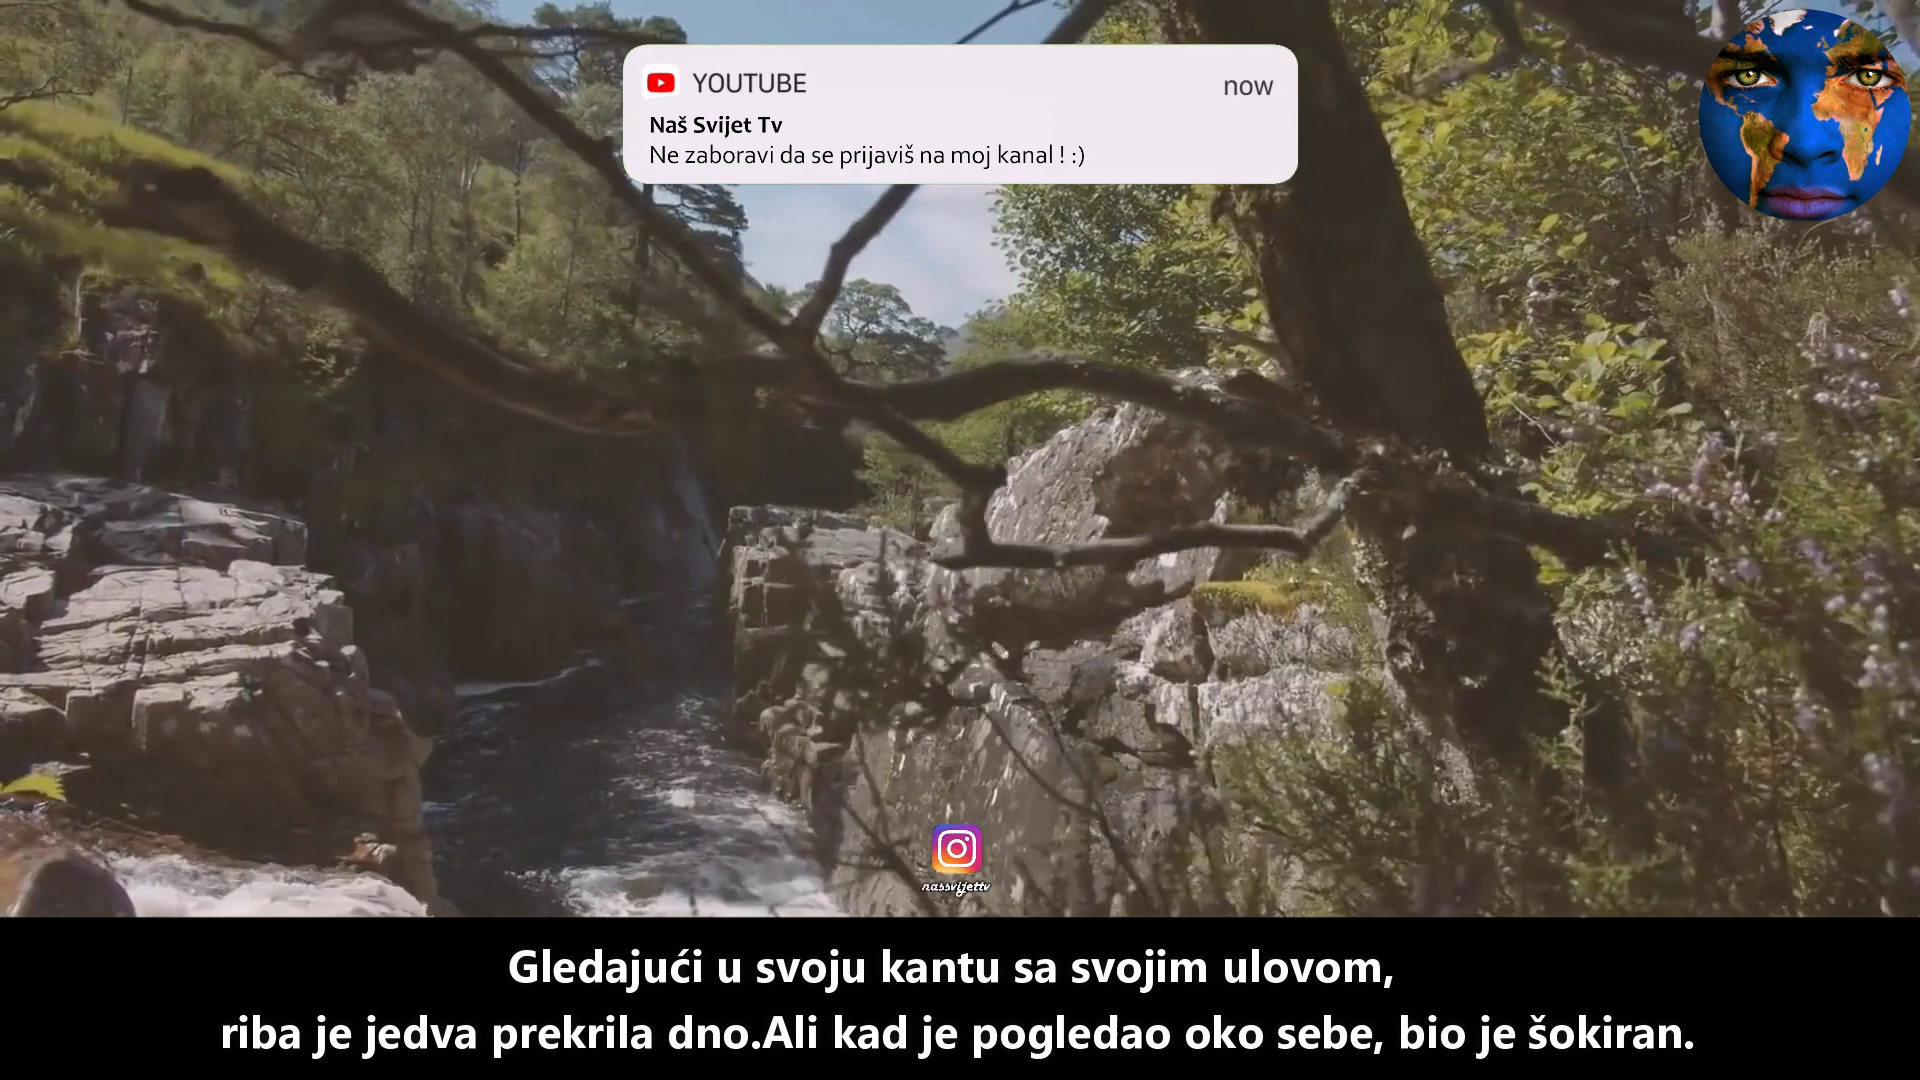 YOUTUBE
now
Naš Svijet Tv
Ne zaboravi da se prijaviš na moj kanal ! :)
nassvijettv
Gledajući u svoju kantu sa svojim ulovom,
riba je jedva prekrila dno.Ali kad je pogledao oko sebe, bio je šokiran.